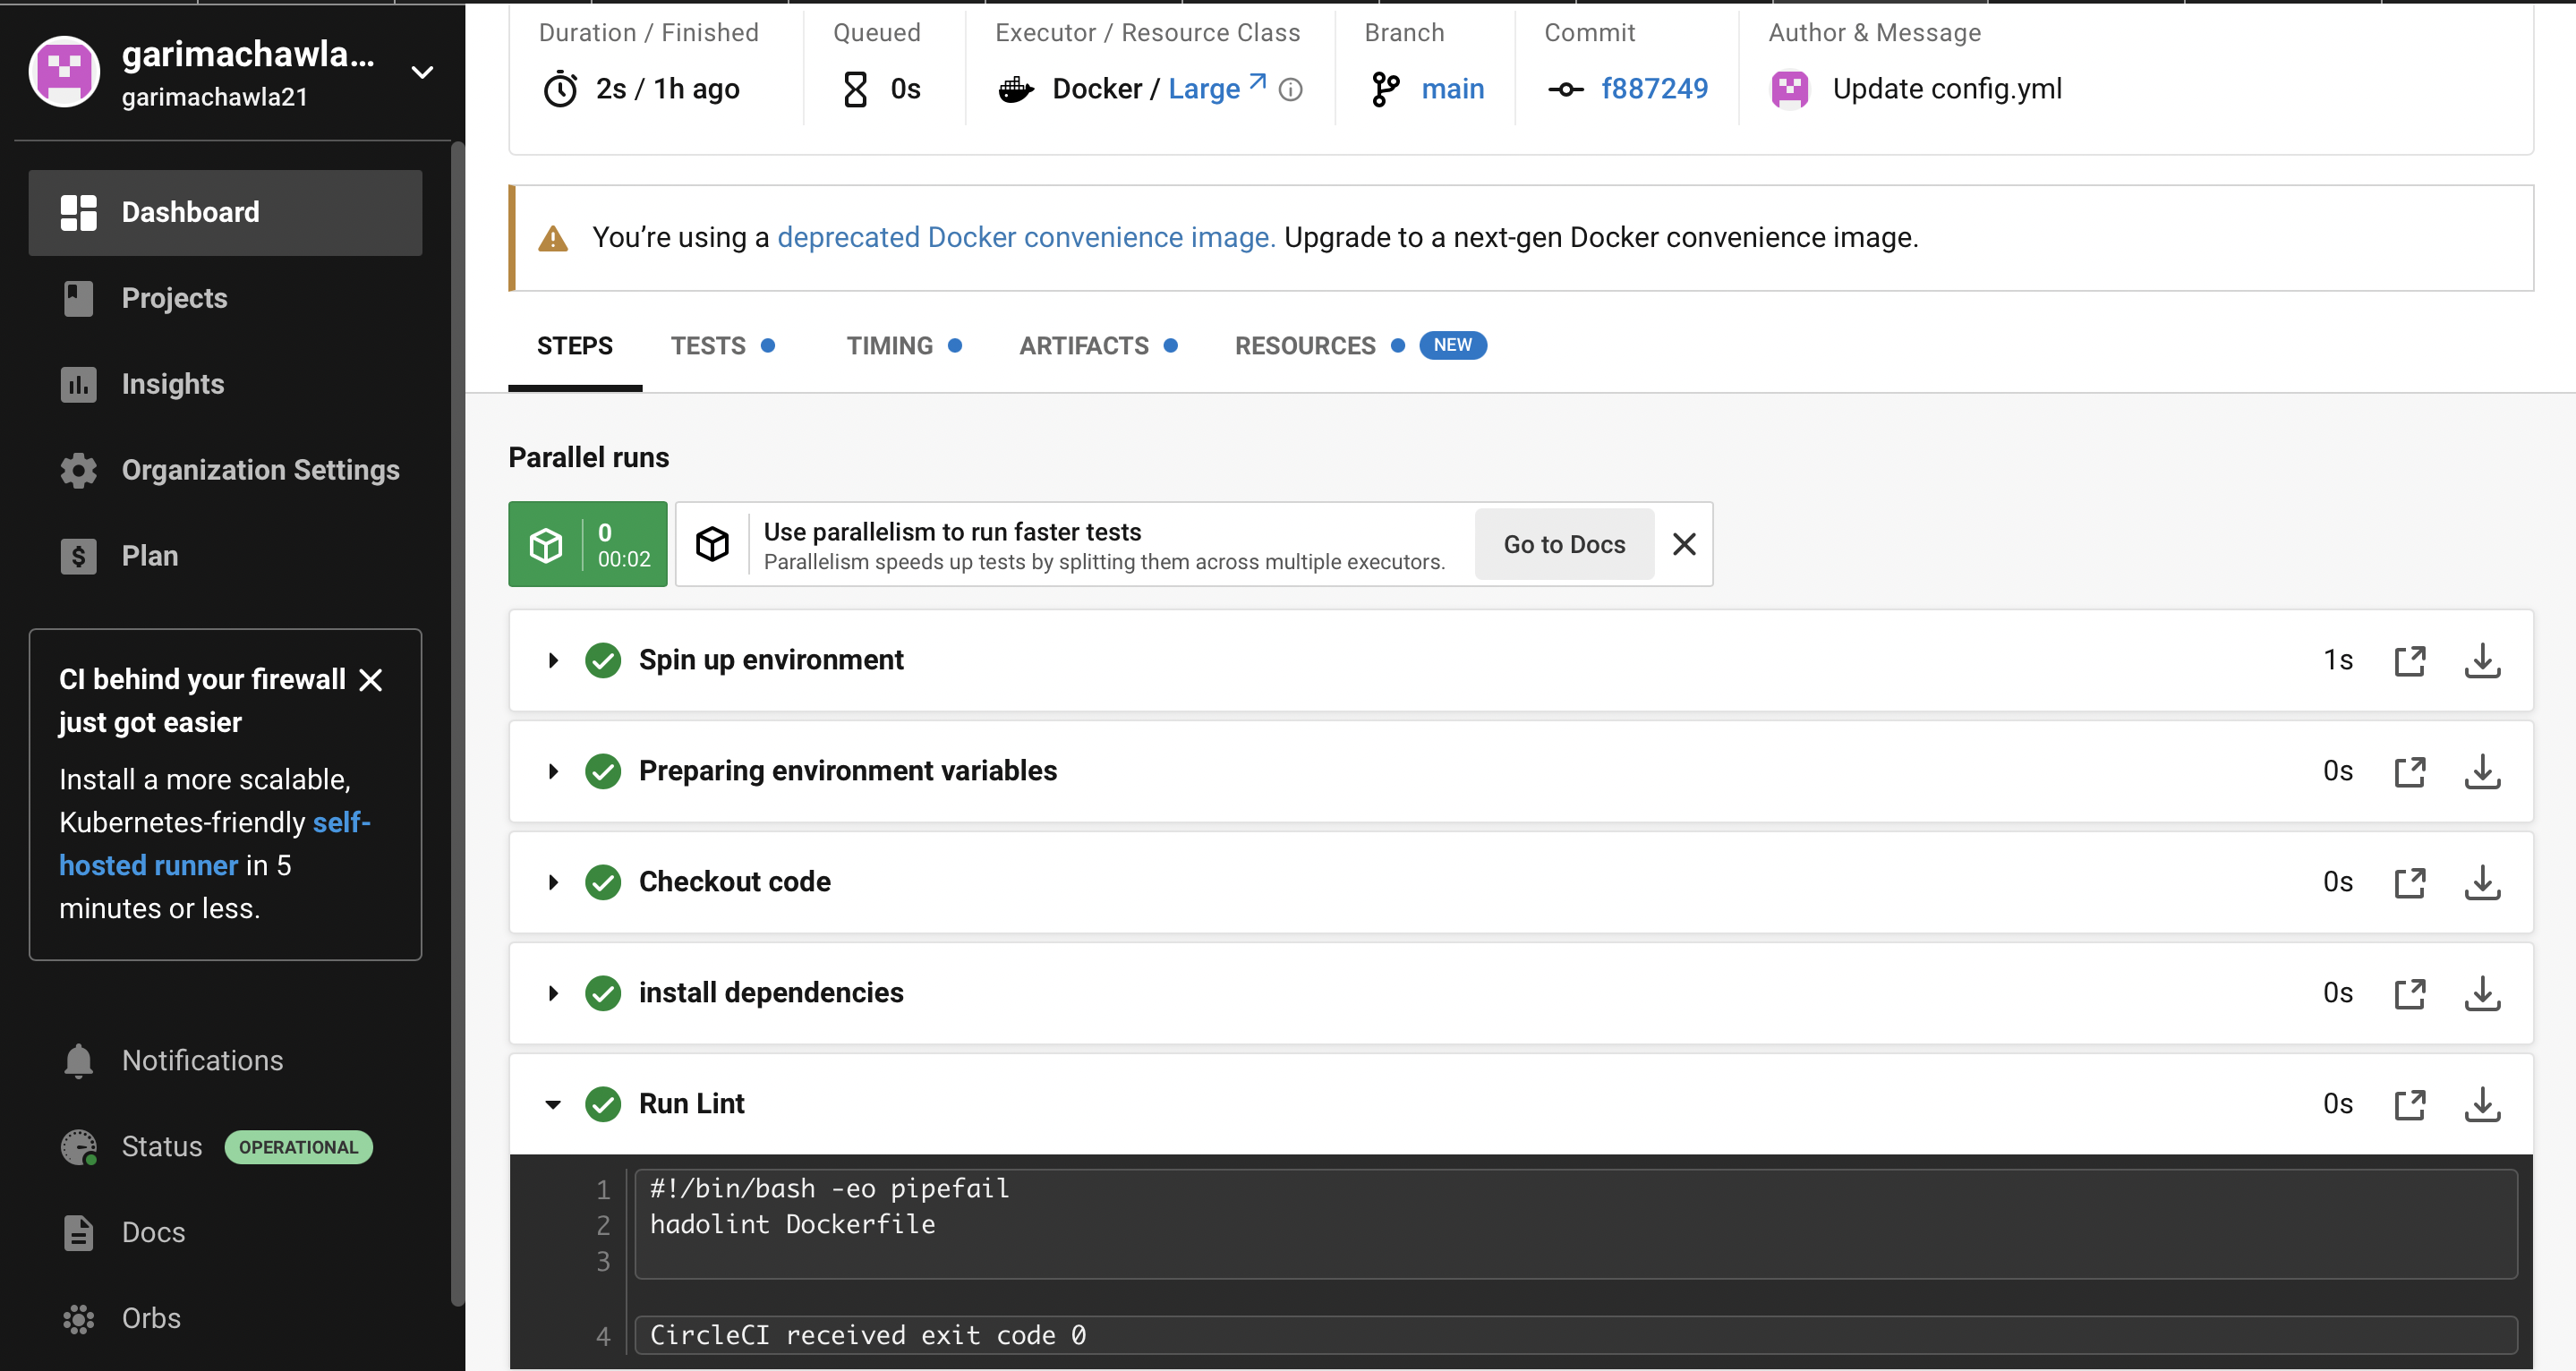 garimachawla...
garimachawla21
Dashboard
Projects
Insights
Organization Settings
Plan
CI behind your firewall
just got easier
Install a more scalable,
Kubernetes-friendly self-
hosted runner in 5
minutes or less.
Notifications
Status OPERATIONAL
Docs
Orbs
Duration / Finished
2s / 1h ago
Queued
0s
Executor / Resource Class
Docker / Large
Branch
main
Commit
f887249
Author & Message
Update config.yml
You’re using a deprecated Docker convenience image. Upgrade to a next-gen Docker convenience image.
STEPS TESTS TIMING ARTIFACTS RESOURCES NEW
Parallel runs
0
00:02
Use parallelism to run faster tests
Parallelism speeds up tests by splitting them across multiple executors.
Go to Docs
Spin up environment 1s
Preparing environment variables 0s
Checkout code 0s
install dependencies 0s
Run Lint 0s
1 #!/bin/bash -eo pipefail
2 hadolint Dockerfile
3
4 CircleCI received exit code 0